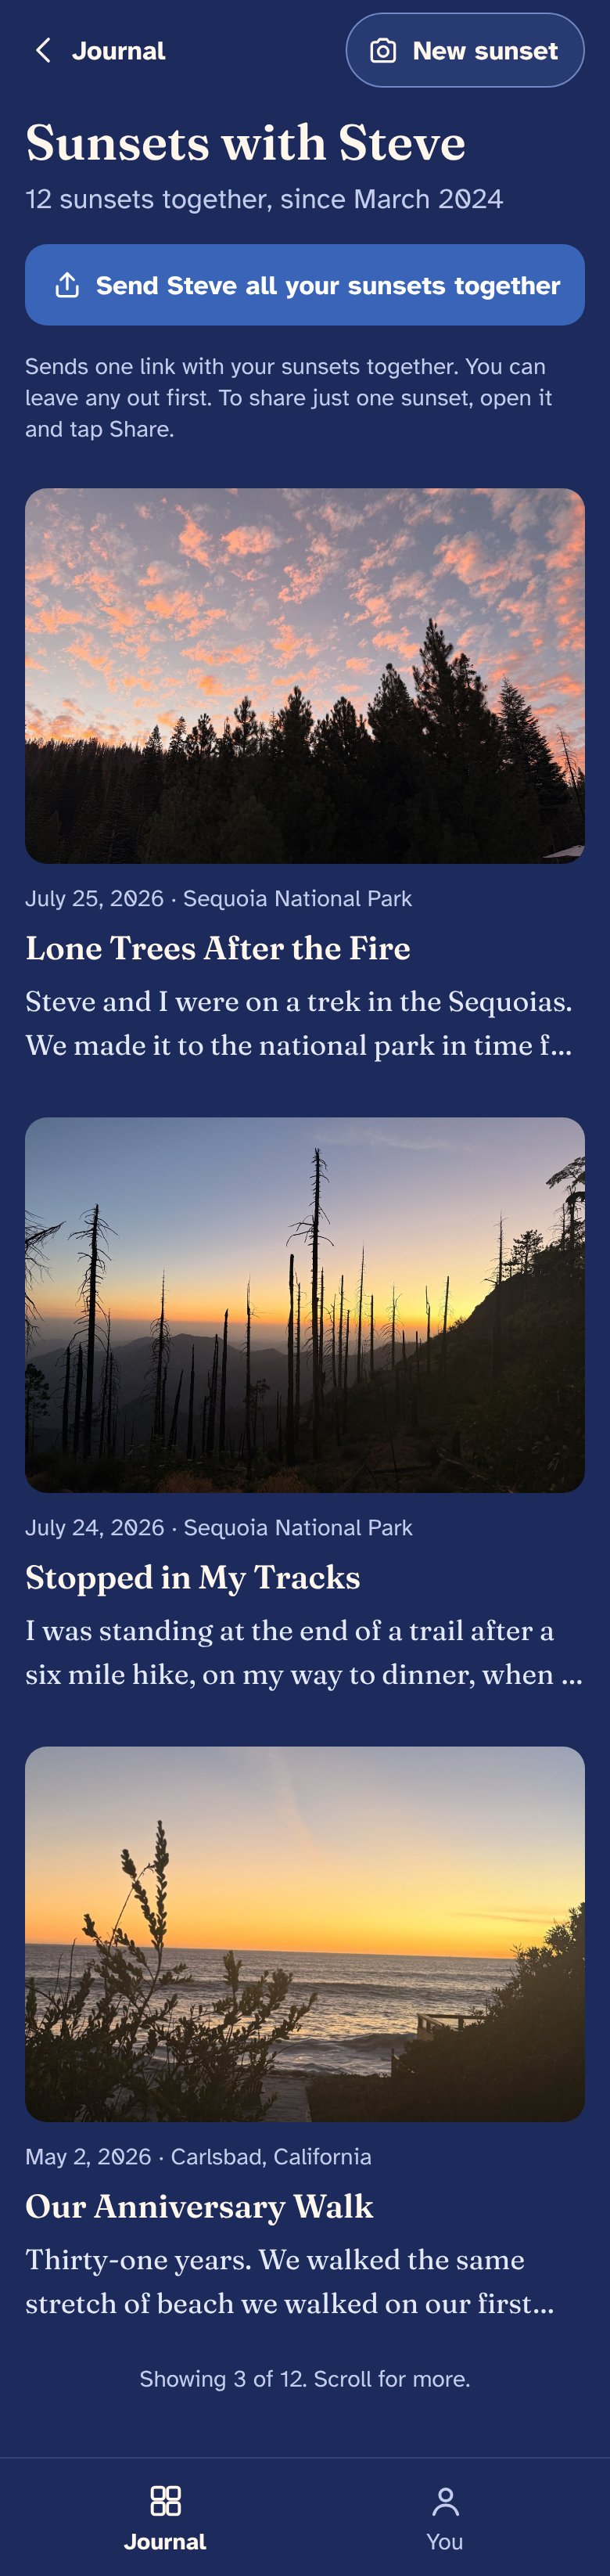 Journal
New sunset
Sunsets with Steve
12 sunsets together, since March 2024
Send Steve all your sunsets together
Sends one link with your sunsets together. You can
leave any out first. To share just one sunset, open it
and tap Share.
July 25, 2026 · Sequoia National Park
Lone Trees After the Fire
Steve and I were on a trek in the Sequoias.
We made it to the national park in time f...
July 24, 2026 · Sequoia National Park
Stopped in My Tracks
I was standing at the end of a trail after a
six mile hike, on my way to dinner, when ...
May 2, 2026 · Carlsbad, California
Our Anniversary Walk
Thirty-one years. We walked the same
stretch of beach we walked on our first...
Showing 3 of 12. Scroll for more.
Journal
You